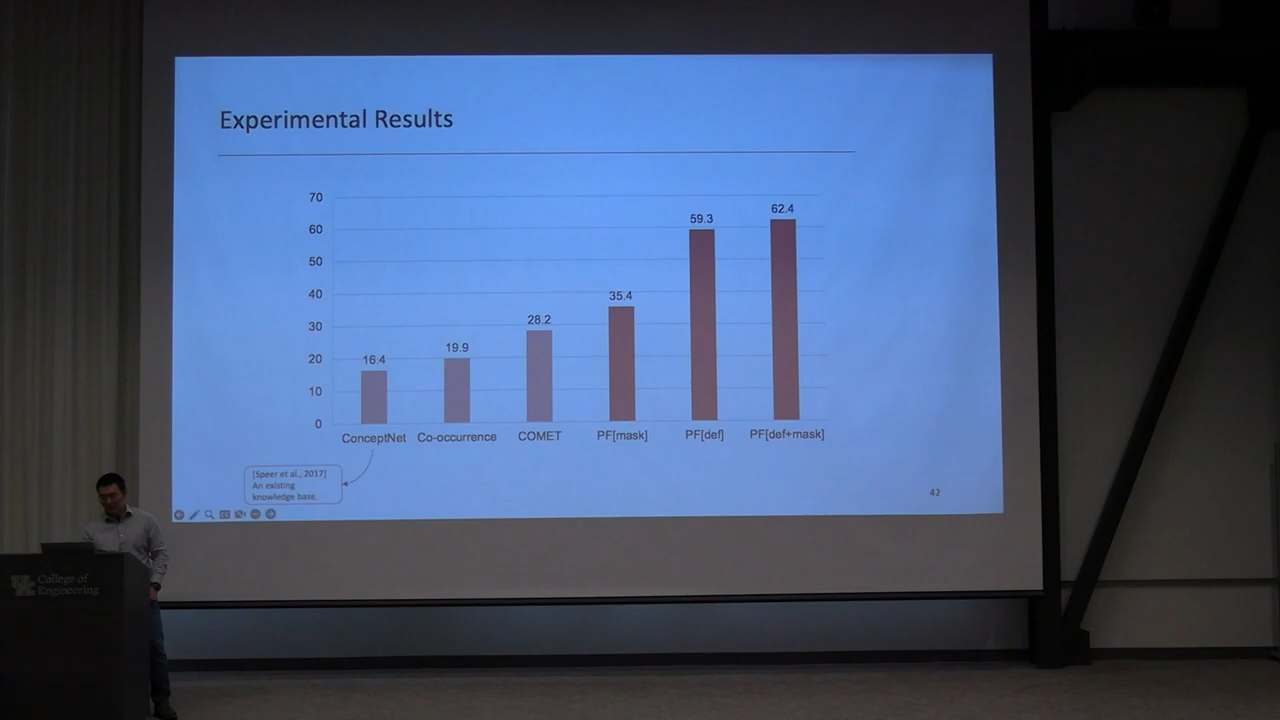 Experimental Results
70
60
50
40
30
20
10
0
16.4
19.9
28.2
35.4
59.3
62.4
ConceptNet
Co-occurrence
COMET
PF[mask]
PF[def]
PF[def+mask]
[Speer et al., 2017]
An existing
knowledge base.
42
UK College of
Engineering